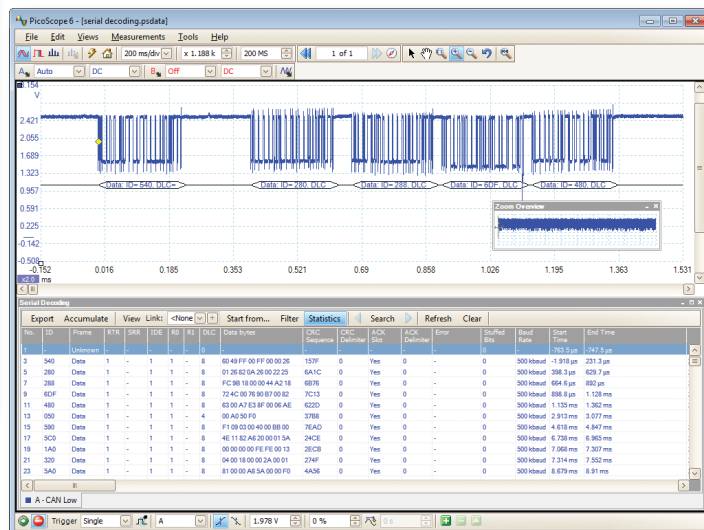 PicoScope 6 - [serial decoding.psdata]
File Edit Views Measurements Tools Help
200 ms/div x 1.188 k 200 MS 1 of 1
A Auto DC B Off DC
3.154
V
2.421
2.055
1.689
1.323
0.957
0.591
0.225
-0.142
-0.508
Data: ID= 540, DLC= Data: ID= 280, DLC Data: ID= 288, DLC Data: ID= 6DF, DLC Data: ID= 480, DLC
Zoom Overview
-0.152 0.016 0.185 0.353 0.521 0.69 0.858 1.026 1.195 1.363 1.531
x2.0 ms
Serial Decoding
Export Accumulate View Link: <None Start from... Filter Statistics Search Refresh Clear
No. ID Frame RTR SRR IDE R0 R1 DLC Data bytes CRC Sequence CRC Delimiter ACK Slot ACK Delimiter Error Stuffed Bits Baud Rate Start Time End Time
1 - Unknown - - - - - 0 - - - - - - 0 - -763.5 µs -747.5 µs
3 540 Data 1 - 1 1 - 8 60 49 FF 00 FF 00 00 26 157F 0 Yes 0 - 0 500 kbaud -1.918 µs 231.3 µs
5 280 Data 1 - 1 1 - 8 01 26 82 0A 26 00 22 25 6A1C 0 Yes 0 - 0 500 kbaud 398.3 µs 629.7 µs
7 288 Data 1 - 1 1 - 8 FC 9B 18 00 00 44 A2 18 6B76 0 Yes 0 - 0 500 kbaud 664.6 µs 892 µs
9 6DF Data 1 - 1 1 - 8 72 4C 00 76 90 B7 00 82 7C13 0 Yes 0 - 0 500 kbaud 898.8 µs 1.128 ms
11 480 Data 1 - 1 1 - 8 63 00 A7 E3 8F 00 06 AE 622D 0 Yes 0 - 0 500 kbaud 1.135 ms 1.362 ms
13 050 Data 1 - 1 1 - 4 00 A0 50 F0 37B8 0 Yes 0 - 0 500 kbaud 2.913 ms 3.077 ms
15 590 Data 1 - 1 1 - 8 F1 09 03 00 40 00 BB 00 7EAD 0 Yes 0 - 0 500 kbaud 4.618 ms 4.847 ms
17 5C0 Data 1 - 1 1 - 8 4E 11 82 A6 20 00 01 5A 24CE 0 Yes 0 - 0 500 kbaud 6.738 ms 6.965 ms
19 1A0 Data 1 - 1 1 - 8 00 00 00 00 FE FE 00 13 2ECB 0 Yes 0 - 0 500 kbaud 7.068 ms 7.307 ms
21 320 Data 1 - 1 1 - 8 04 00 18 00 00 2A 00 01 274F 0 Yes 0 - 0 500 kbaud 7.314 ms 7.552 ms
23 5A0 Data 1 - 1 1 - 8 81 00 00 A6 5A 00 00 F0 4A56 0 Yes 0 - 0 500 kbaud 8.679 ms 8.91 ms
A - CAN Low
Trigger Single A 1.978 V 0 % 0 s